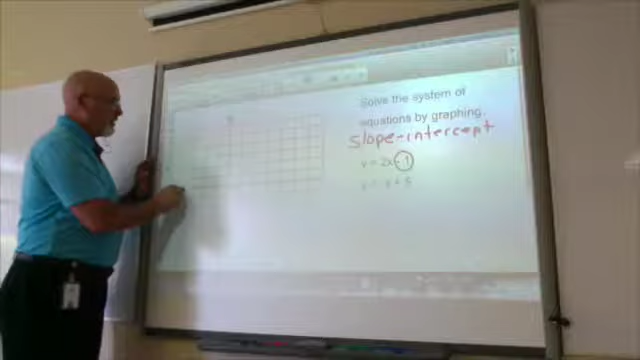 Solve the system of
equations by graphing.
slope-intercept
y = 2x - 1